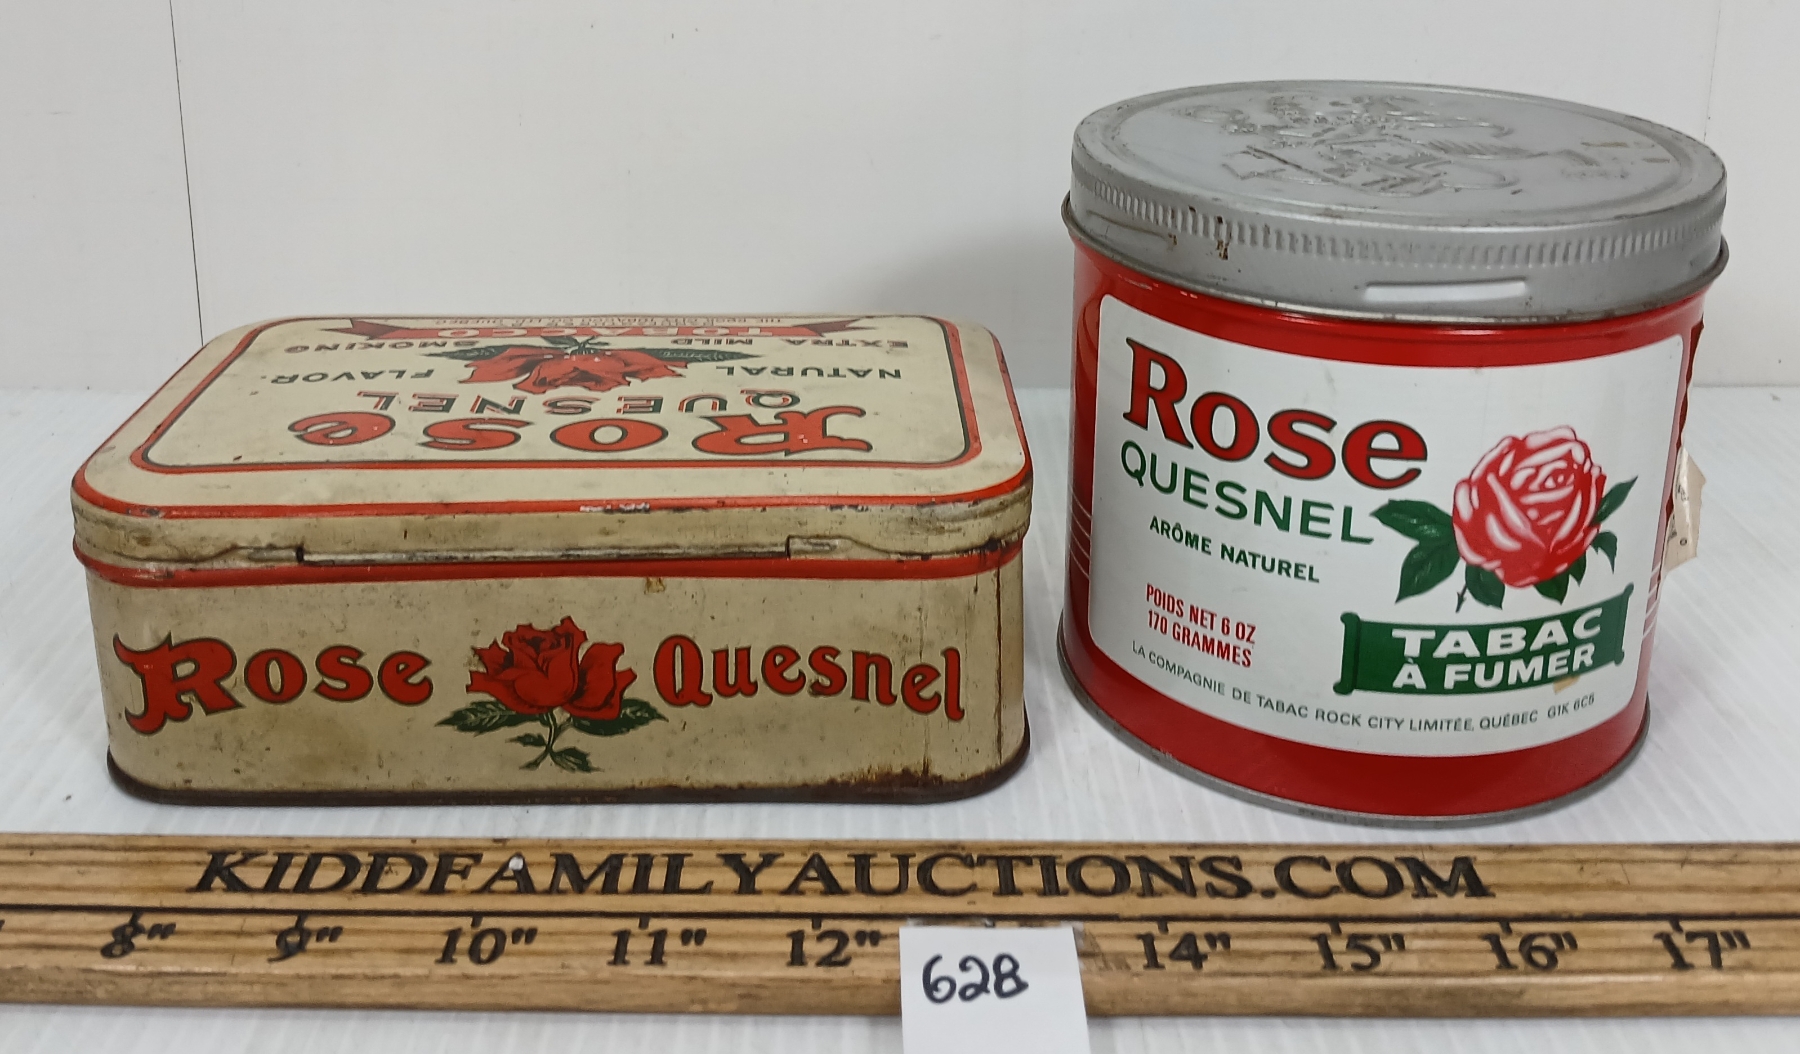 Rose
QUESNEL
NATURAL FLAVOR.
EXTRA MILD SMOKING
TOBACCO
Rose Quesnel
Rose
QUESNEL
ARÔME NATUREL
POIDS NET 6 OZ
170 GRAMMES
TABAC
À FUMER
LA COMPAGNIE DE TABAC ROCK CITY LIMITÉE, QUÉBEC G1K 6C5
KIDDFAMILYAUCTIONS.COM
8" 9" 10" 11" 12" 14" 15" 16" 17"
628